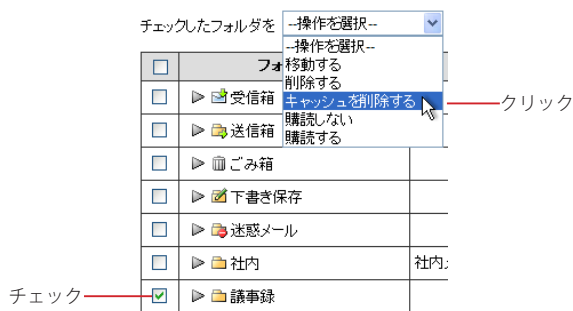 チェックしたフォルダを --操作を選択--
--操作を選択--
移動する
削除する
キャッシュを削除する
クリック
購読しない
購読する
フォ
受信箱
送信箱
ごみ箱
下書き保存
迷惑メール
社内 社内
チェック
議事録